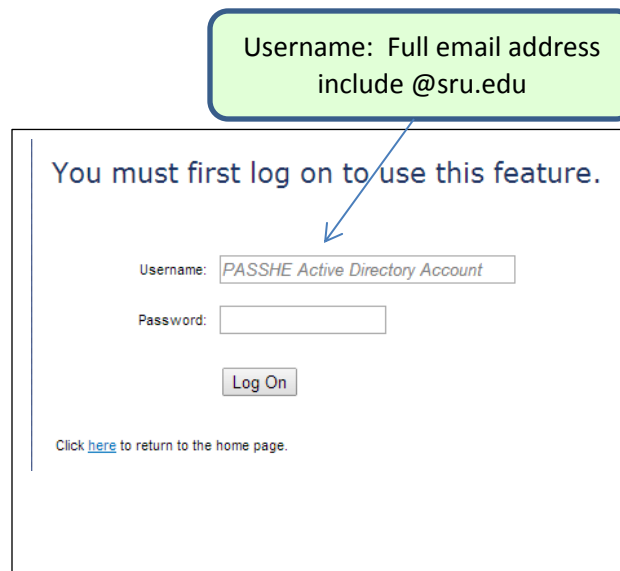 Username:  Full email address
include @sru.edu
You must first log on to use this feature.
Username: PASSHE Active Directory Account
Password:
Log On
Click here to return to the home page.